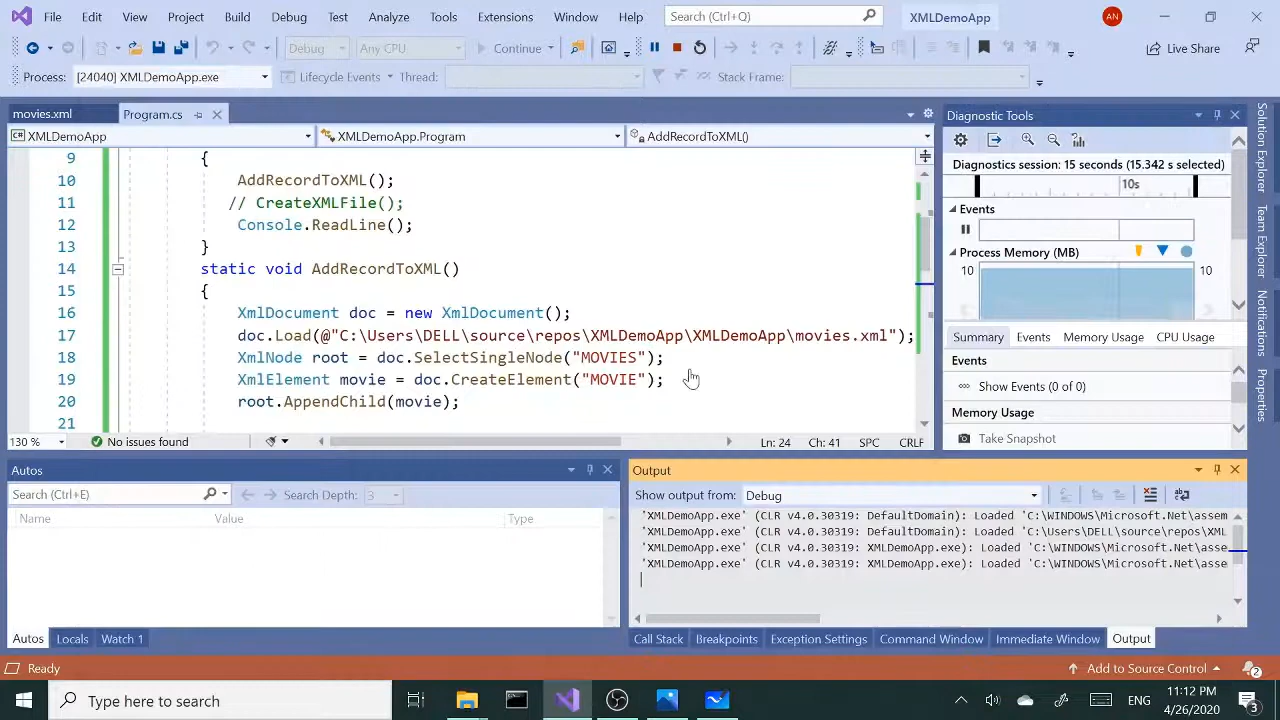 File Edit View Project Build Debug Test Analyze Tools Extensions Window Help Search (Ctrl+Q) XMLDemoApp AN
Debug Any CPU Continue Live Share
Process: [24040] XMLDemoApp.exe Lifecycle Events Thread: Stack Frame:
movies.xml Program.cs
C# XMLDemoApp XMLDemoApp.Program AddRecordToXML()
9 {
10 AddRecordToXML();
11 // CreateXMLFile();
12 Console.ReadLine();
13 }
14 static void AddRecordToXML()
15 {
16 XmlDocument doc = new XmlDocument();
17 doc.Load(@"C:\Users\DELL\source\repos\XMLDemoApp\XMLDemoApp\movies.xml");
18 XmlNode root = doc.SelectSingleNode("MOVIES");
19 XmlElement movie = doc.CreateElement("MOVIE");
20 root.AppendChild(movie);
21
130 % No issues found Ln: 24 Ch: 41 SPC CRLF
Diagnostic Tools
Diagnostics session: 15 seconds (15.342 s selected)
10s
Events
Process Memory (MB)
10 10
Summary Events Memory Usage CPU Usage
Events
Show Events (0 of 0)
Memory Usage
Take Snapshot
Solution Explorer
Team Explorer
Notifications
Properties
Autos
Search (Ctrl+E) Search Depth: 3
Name Value Type
Autos Locals Watch 1
Output
Show output from: Debug
'XMLDemoApp.exe' (CLR v4.0.30319: DefaultDomain): Loaded 'C:\WINDOWS\Microsoft.Net\assem
'XMLDemoApp.exe' (CLR v4.0.30319: DefaultDomain): Loaded 'C:\Users\DELL\source\repos\XML
'XMLDemoApp.exe' (CLR v4.0.30319: XMLDemoApp.exe): Loaded 'C:\WINDOWS\Microsoft.Net\asse
'XMLDemoApp.exe' (CLR v4.0.30319: XMLDemoApp.exe): Loaded 'C:\WINDOWS\Microsoft.Net\asse
Call Stack Breakpoints Exception Settings Command Window Immediate Window Output
Ready Add to Source Control 2
Type here to search ENG 11:12 PM
4/26/2020 3